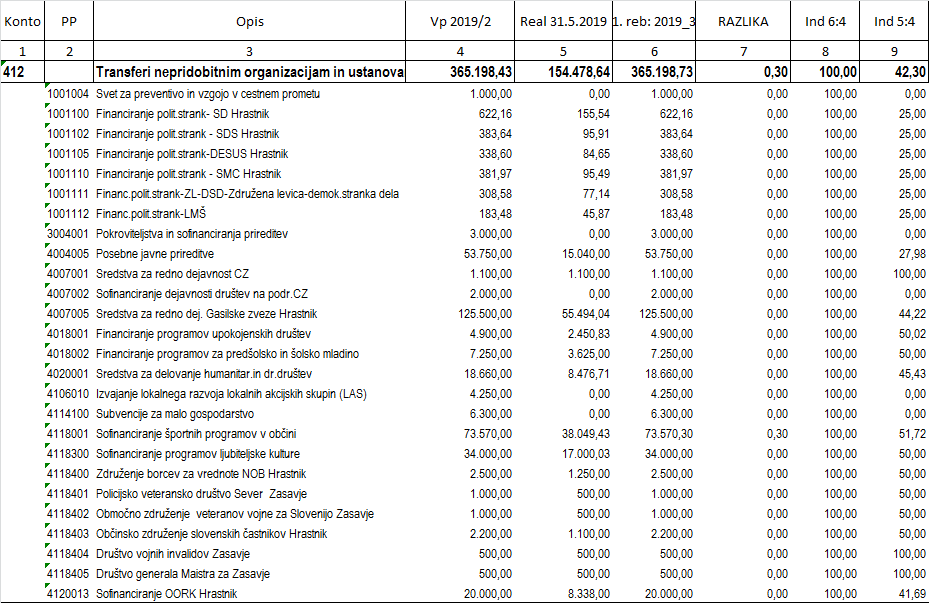 Konto PP Opis Vp 2019/2 Real 31.5.2019 1. reb: 2019_3 RAZLIKA Ind 6:4 Ind 5:4
1 2 3 4 5 6 7 8 9
412 Transferi nepridobitnim organizacijam in ustanova 365.198,43 154.478,64 365.198,73 0,30 100,00 42,30
1001004 Svet za preventivo in vzgojo v cestnem prometu 1.000,00 0,00 1.000,00 0,00 100,00 0,00
1001100 Financiranje polit.strank- SD Hrastnik 622,16 155,54 622,16 0,00 100,00 25,00
1001102 Financiranje polit.strank - SDS Hrastnik 383,64 95,91 383,64 0,00 100,00 25,00
1001105 Financiranje polit.strank-DESUS Hrastnik 338,60 84,65 338,60 0,00 100,00 25,00
1001110 Financiranje polit.strank - SMC Hrastnik 381,97 95,49 381,97 0,00 100,00 25,00
1001111 Financ.polit.strank-ZL-DSD-Združena levica-demok.stranka dela 308,58 77,14 308,58 0,00 100,00 25,00
1001112 Financ.polit.strank-LMŠ 183,48 45,87 183,48 0,00 100,00 25,00
3004001 Pokroviteljstva in sofinanciranja prireditev 3.000,00 0,00 3.000,00 0,00 100,00 0,00
4004005 Posebne javne prireditve 53.750,00 15.040,00 53.750,00 0,00 100,00 27,98
4007001 Sredstva za redno dejavnost CZ 1.100,00 1.100,00 1.100,00 0,00 100,00 100,00
4007002 Sofinanciranje dejavnosti društev na podr.CZ 2.000,00 0,00 2.000,00 0,00 100,00 0,00
4007005 Sredstva za redno dej. Gasilske zveze Hrastnik 125.500,00 55.494,04 125.500,00 0,00 100,00 44,22
4018001 Financiranje programov upokojenskih društev 4.900,00 2.450,83 4.900,00 0,00 100,00 50,02
4018002 Financiranje programov za predšolsko in šolsko mladino 7.250,00 3.625,00 7.250,00 0,00 100,00 50,00
4020001 Sredstva za delovanje humanitar.in dr.društev 18.660,00 8.476,71 18.660,00 0,00 100,00 45,43
4106010 Izvajanje lokalnega razvoja lokalnih akcijskih skupin (LAS) 4.250,00 0,00 4.250,00 0,00 100,00 0,00
4114100 Subvencije za malo gospodarstvo 6.300,00 0,00 6.300,00 0,00 100,00 0,00
4118001 Sofinanciranje športnih programov v občini 73.570,00 38.049,43 73.570,30 0,30 100,00 51,72
4118300 Sofinanciranje programov ljubiteljske kulture 34.000,00 17.000,03 34.000,00 0,00 100,00 50,00
4118400 Združenje borcev za vrednote NOB Hrastnik 2.500,00 1.250,00 2.500,00 0,00 100,00 50,00
4118401 Policijsko veteransko društvo Sever Zasavje 1.000,00 500,00 1.000,00 0,00 100,00 50,00
4118402 Območno združenje veteranov vojne za Slovenijo Zasavje 1.000,00 500,00 1.000,00 0,00 100,00 50,00
4118403 Občinsko združenje slovenskih častnikov Hrastnik 2.200,00 1.100,00 2.200,00 0,00 100,00 50,00
4118404 Društvo vojnih invalidov Zasavje 500,00 500,00 500,00 0,00 100,00 100,00
4118405 Društvo generala Maistra za Zasavje 500,00 500,00 500,00 0,00 100,00 100,00
4120013 Sofinanciranje OORK Hrastnik 20.000,00 8.338,00 20.000,00 0,00 100,00 41,69